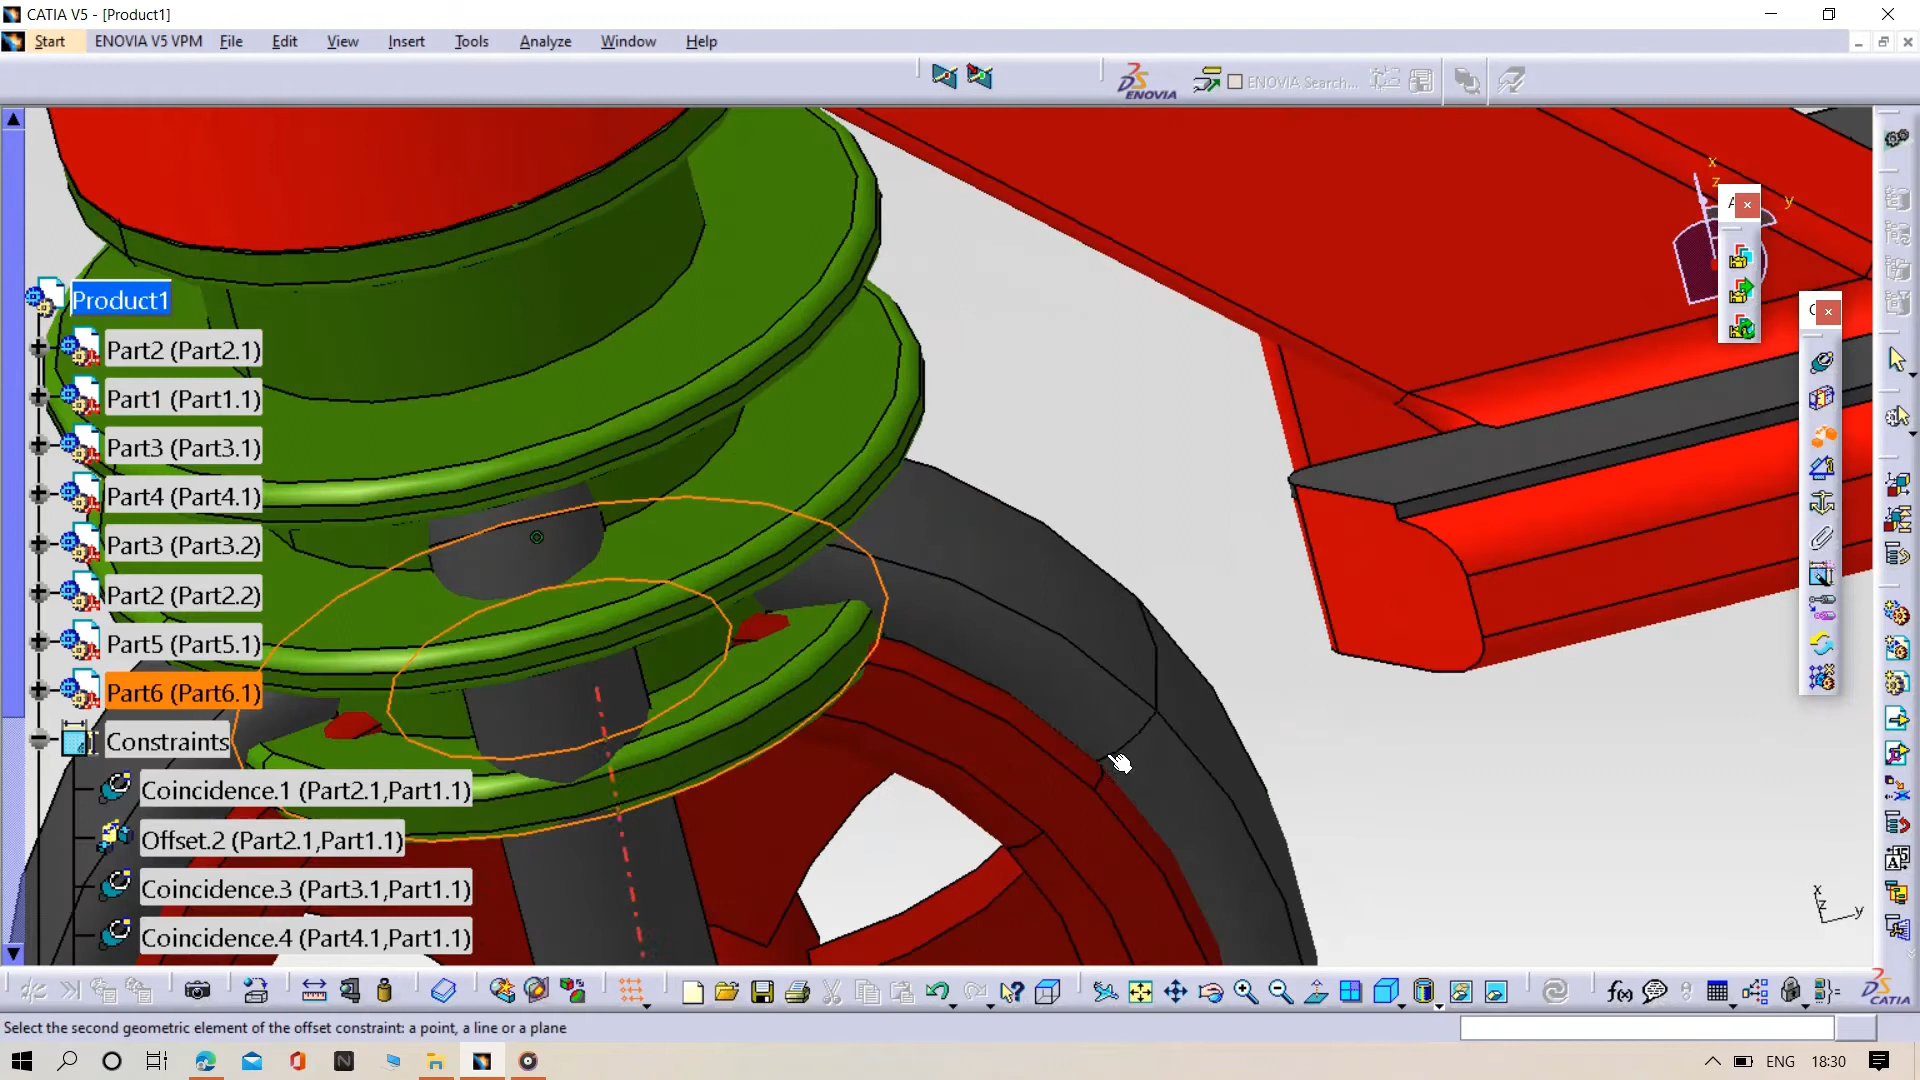 CATIA V5 - [Product1]
Start ENOVIA V5 VPM File Edit View Insert Tools Analyze Window Help
DS ENOVIA ENOVIA Search...
x
z
y
A
Product1
Part2 (Part2.1)
Part1 (Part1.1)
Part3 (Part3.1)
Part4 (Part4.1)
Part3 (Part3.2)
Part2 (Part2.2)
Part5 (Part5.1)
Part6 (Part6.1)
Constraints
Coincidence.1 (Part2.1,Part1.1)
Offset.2 (Part2.1,Part1.1)
Coincidence.3 (Part3.1,Part1.1)
Coincidence.4 (Part4.1,Part1.1)
x
z
y
f(x)
DS CATIA
Select the second geometric element of the offset constraint: a point, a line or a plane
ENG 18:30